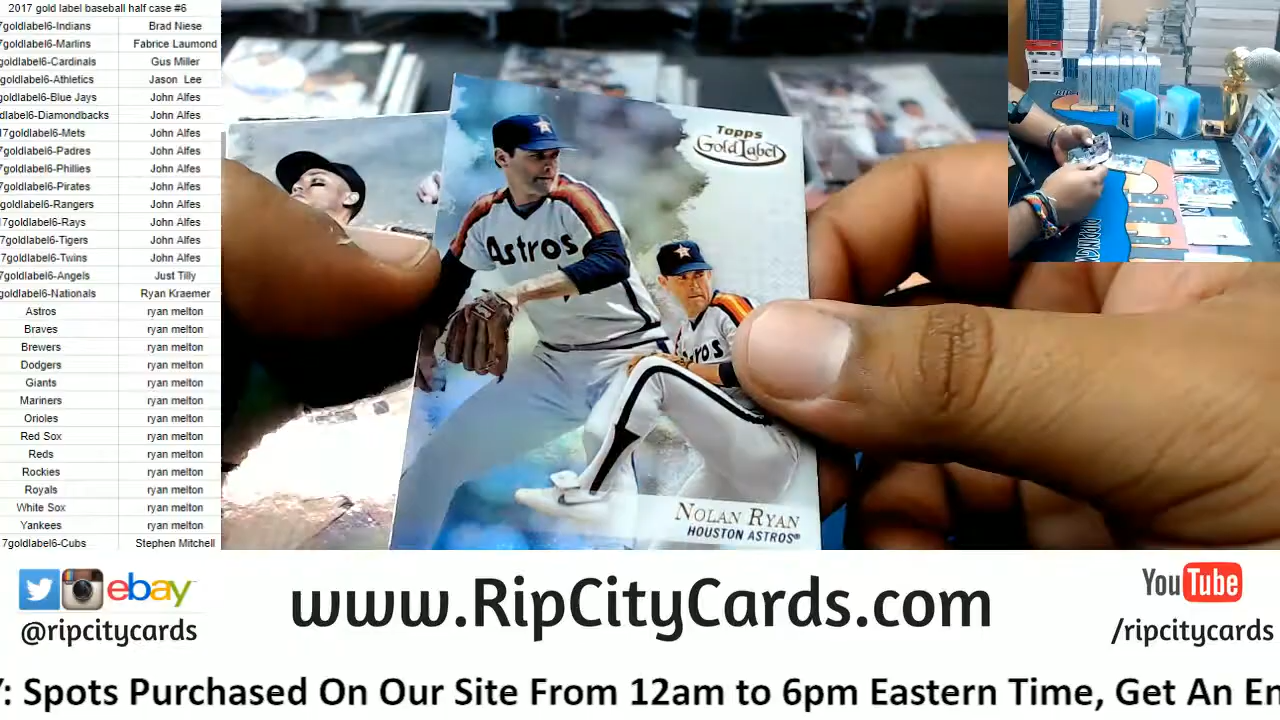 2017 gold label baseball half case #6
7goldlabel6-Indians Brad Niese
7goldlabel6-Marlins Fabrice Laumond
goldlabel6-Cardinals Gus Miller
goldlabel6-Athletics Jason Lee
goldlabel6-Blue Jays John Alfes
dlabel6-Diamondbacks John Alfes
17goldlabel6-Mets John Alfes
7goldlabel6-Padres John Alfes
7goldlabel6-Phillies John Alfes
7goldlabel6-Pirates John Alfes
goldlabel6-Rangers John Alfes
17goldlabel6-Rays John Alfes
7goldlabel6-Tigers John Alfes
7goldlabel6-Twins John Alfes
7goldlabel6-Angels Just Tilly
goldlabel6-Nationals Ryan Kraemer
Astros ryan melton
Braves ryan melton
Brewers ryan melton
Dodgers ryan melton
Giants ryan melton
Mariners ryan melton
Orioles ryan melton
Red Sox ryan melton
Reds ryan melton
Rockies ryan melton
Royals ryan melton
White Sox ryan melton
Yankees ryan melton
7goldlabel6-Cubs Stephen Mitchell
Topps
Gold Label
Astros
NOLAN RYAN
HOUSTON ASTROS®
R T
ebay
@ripcitycards
www.RipCityCards.com
YouTube
/ripcitycards
Y: Spots Purchased On Our Site From 12am to 6pm Eastern Time, Get An En